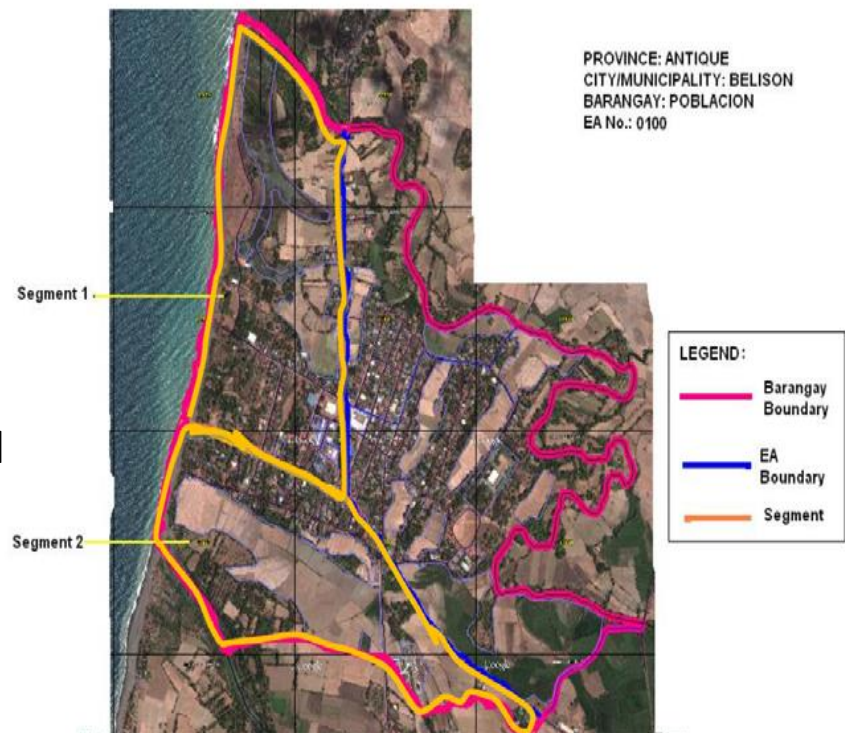 PROVINCE: ANTIQUE
CITY/MUNICIPALITY: BELISON
BARANGAY: POBLACION
EA No.: 0100
Segment 1
Segment 2
LEGEND:
Barangay
Boundary
EA
Boundary
Segment